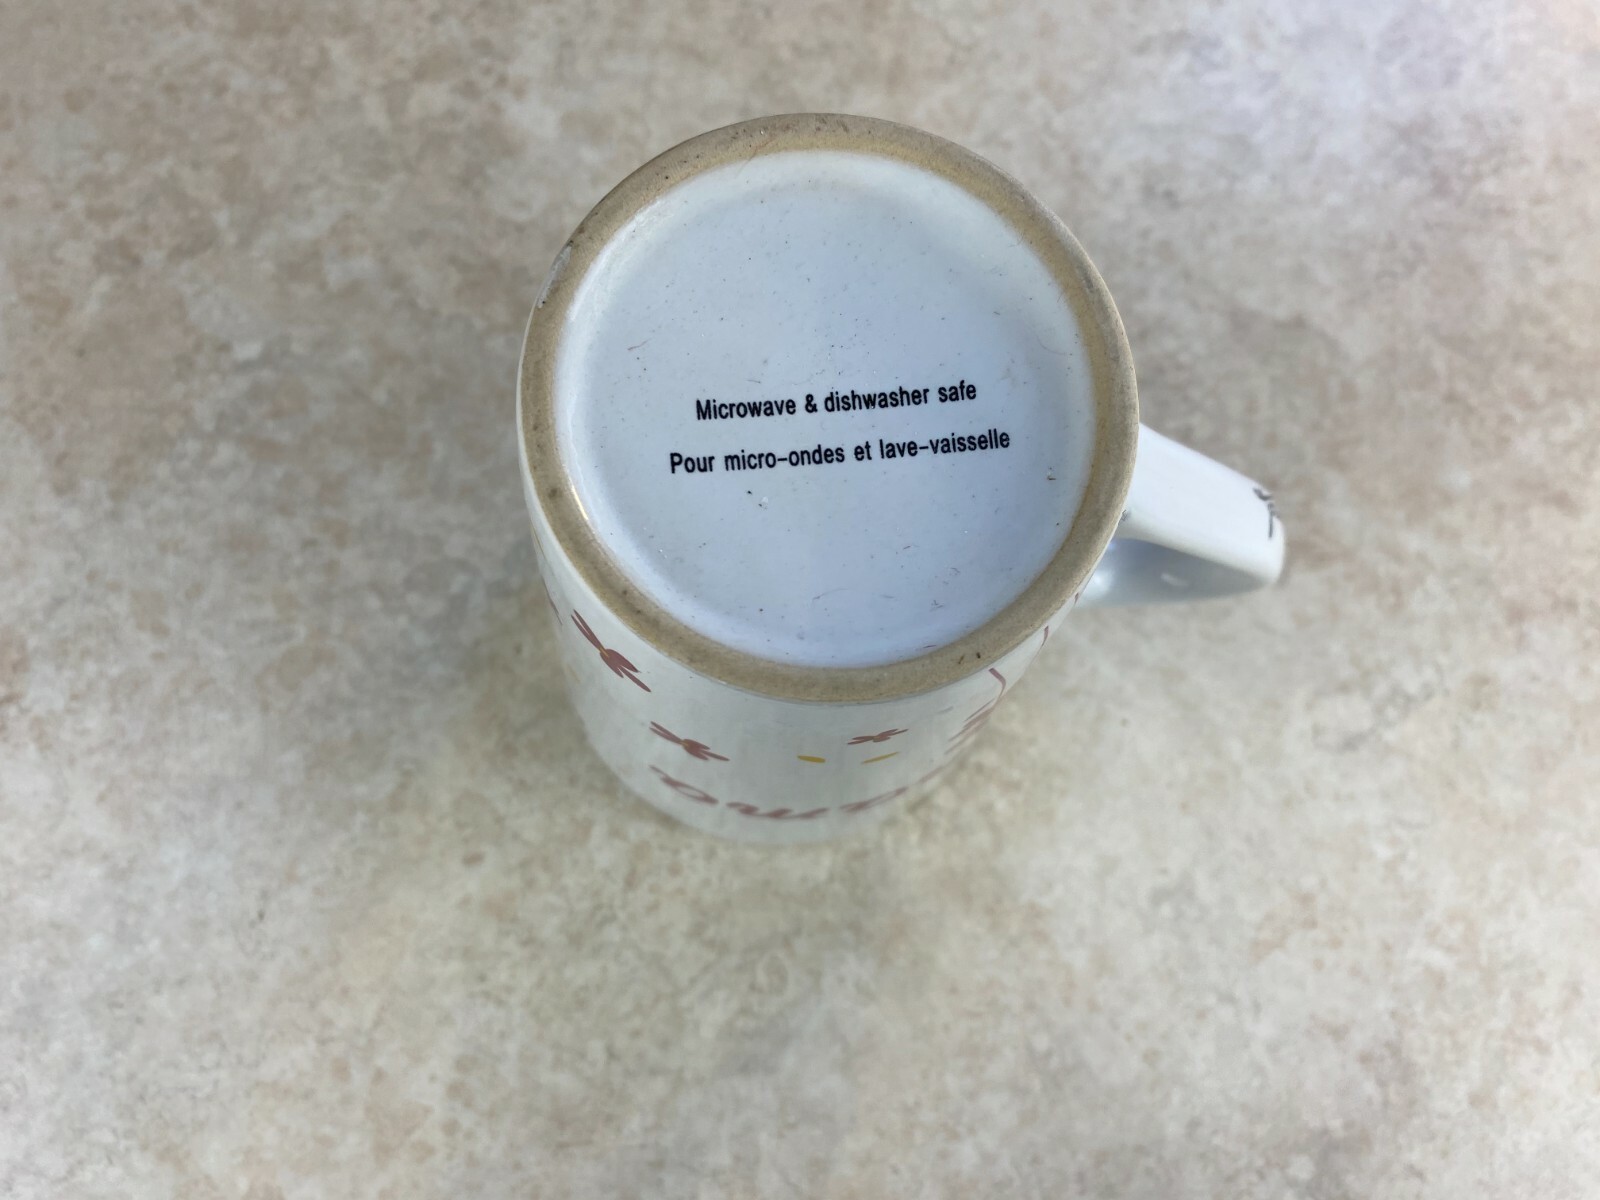 Microwave & dishwasher safe
Pour micro-ondes et lave-vaisselle